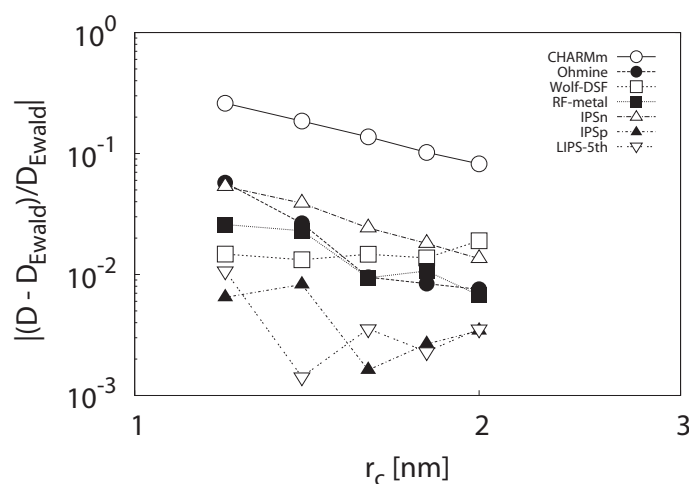 10^0
10^-1
10^-2
10^-3
|(D - D_Ewald)/D_Ewald|
CHARMm
Ohmine
Wolf-DSF
RF-metal
IPSn
IPSp
LIPS-5th
1
2
3
r_c [nm]